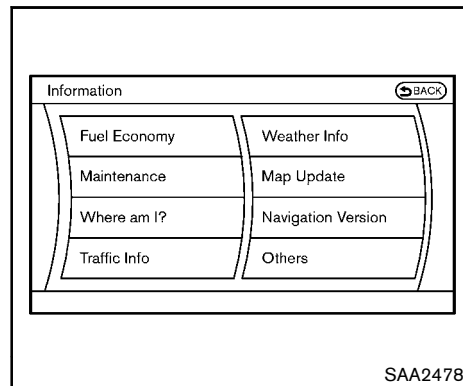 Information
BACK
Fuel Economy
Weather Info
Maintenance
Map Update
Where am I?
Navigation Version
Traffic Info
Others
SAA2478